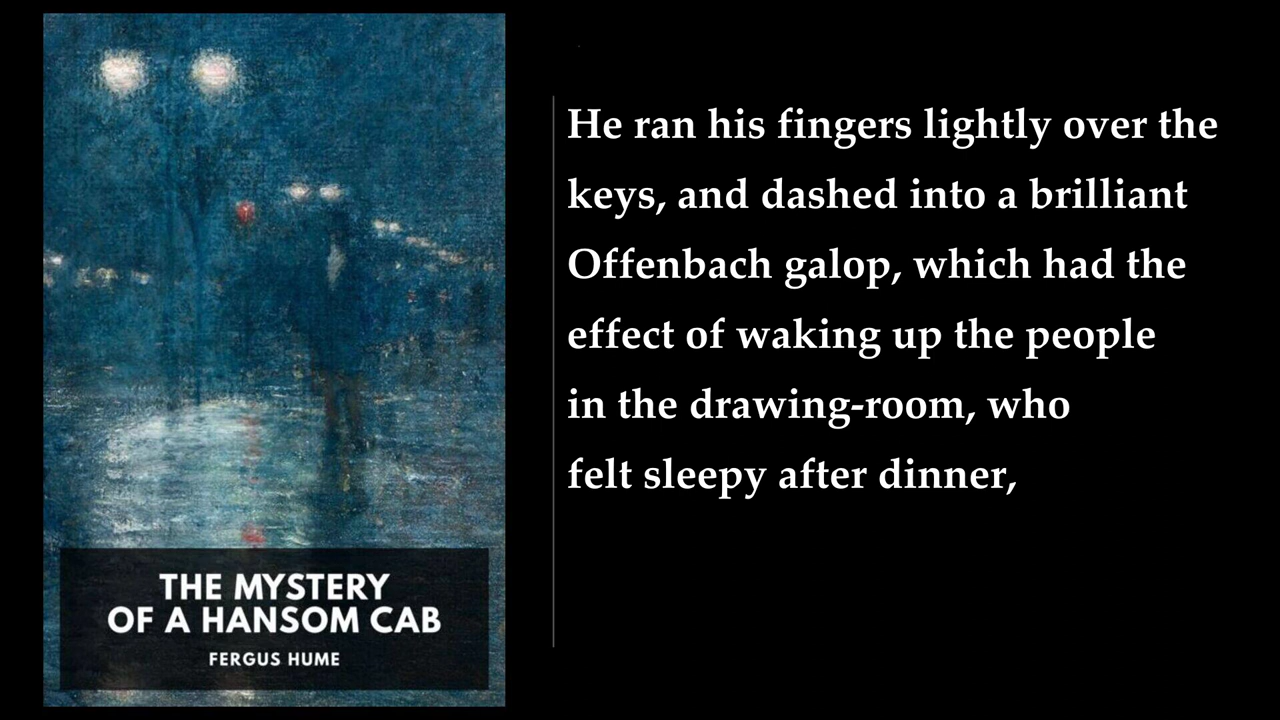 THE MYSTERY
OF A HANSOM CAB
FERGUS HUME
He ran his fingers lightly over the
keys, and dashed into a brilliant
Offenbach galop, which had the
effect of waking up the people
in the drawing-room, who
felt sleepy after dinner,